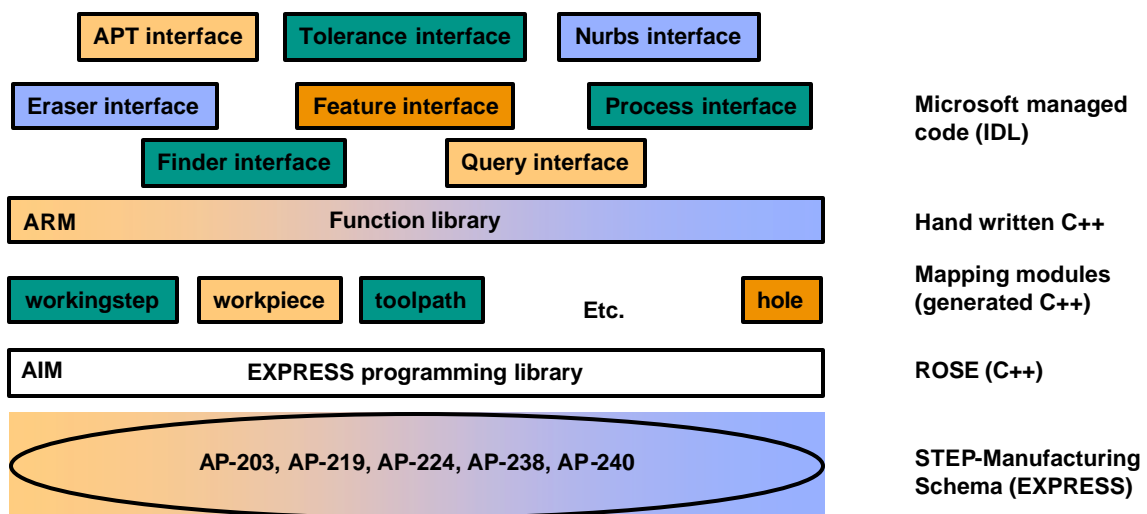 APT interface
Tolerance interface
Nurbs interface
Eraser interface
Feature interface
Process interface
Microsoft managed
code (IDL)
Finder interface
Query interface
ARM
Function library
Hand written C++
workingstep
workpiece
toolpath
Etc.
hole
Mapping modules
(generated C++)
AIM
EXPRESS programming library
ROSE (C++)
AP-203, AP-219, AP-224, AP-238, AP-240
STEP-Manufacturing
Schema (EXPRESS)